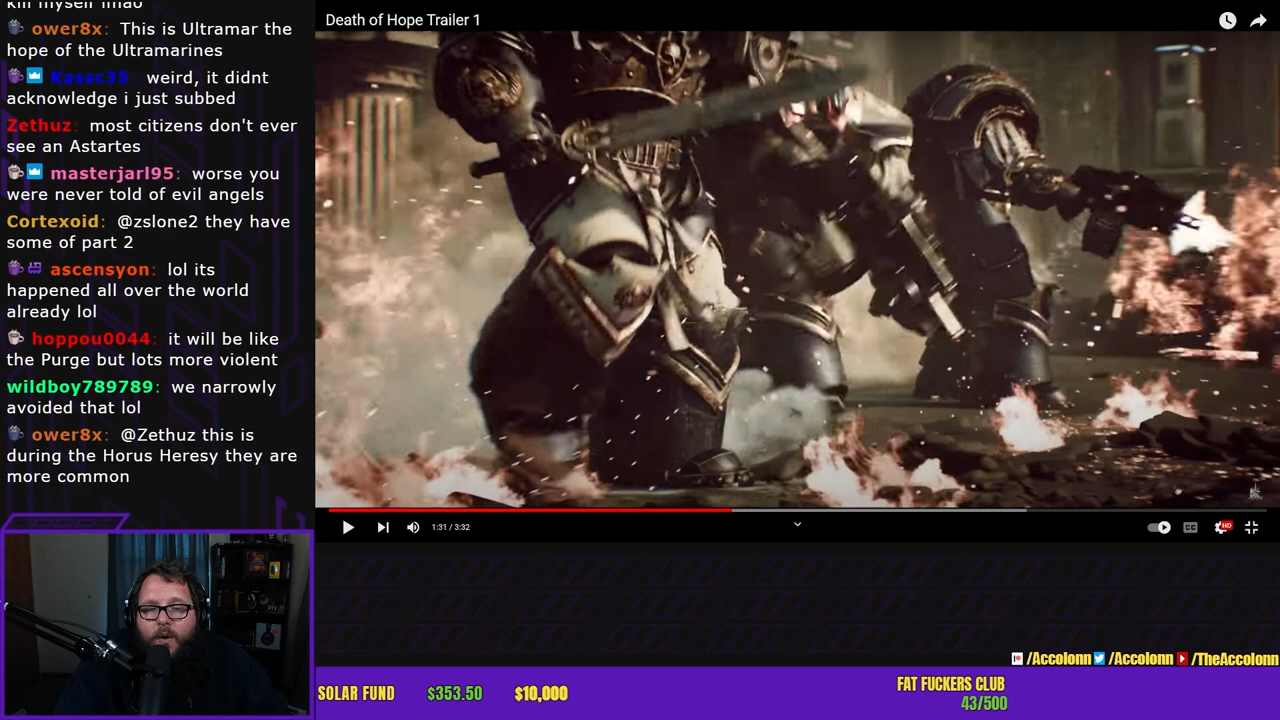 kill myself lmao
ower8x: This is Ultramar the
hope of the Ultramarines
Kassc35: weird, it didnt
acknowledge i just subbed
Zethuz: most citizens don't ever
see an Astartes
masterjarl95: worse you
were never told of evil angels
Cortexoid: @zslone2 they have
some of part 2
ascensyon: lol its
happened all over the world
already lol
hoppou0044: it will be like
the Purge but lots more violent
wildboy789789: we narrowly
avoided that lol
ower8x: @Zethuz this is
during the Horus Heresy they are
more common
Death of Hope Trailer 1
1:31 / 3:32
CC
HD
/Accolonn /Accolonn /TheAccolonn
SOLAR FUND $353.50 $10,000
FAT FUCKERS CLUB
43/500